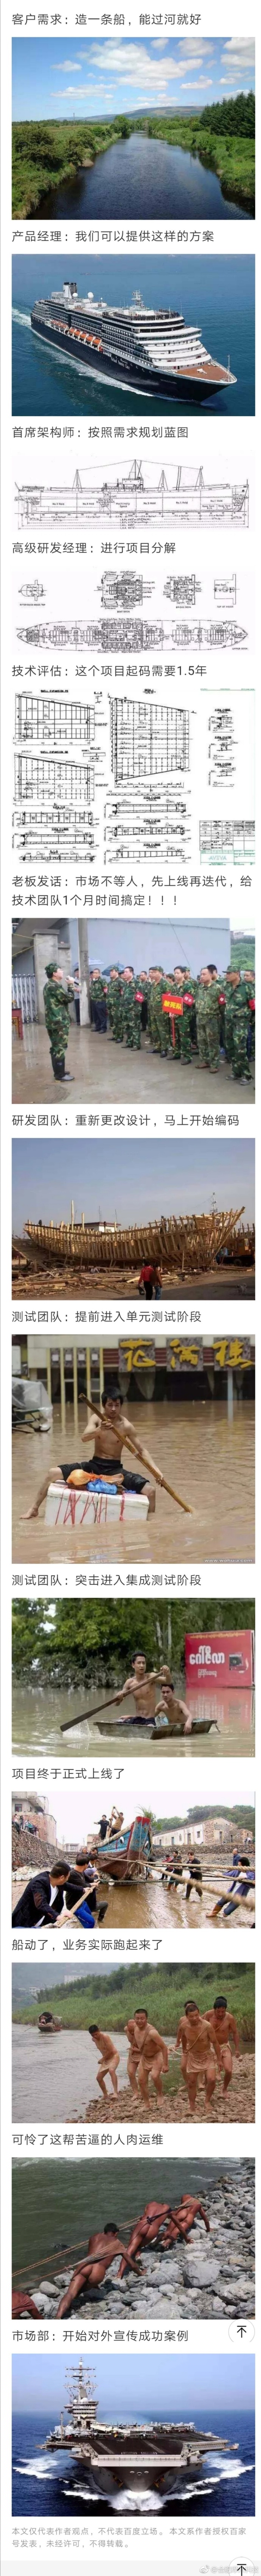 客户需求：造一条船，能过河就好
产品经理：我们可以提供这样的方案
首席架构师：按照需求规划蓝图
高级研发经理：进行项目分解
技术评估：这个项目起码需要1.5年
老板发话：市场不等人，先上线再迭代，给
技术团队1个月时间搞定！！！
研发团队：重新更改设计，马上开始编码
测试团队：提前进入单元测试阶段
测试团队：突击进入集成测试阶段
项目终于正式上线了
船动了，业务实际跑起来了
可怜了这帮苦逼的人肉运维
市场部：开始对外宣传成功案例
本文仅代表作者观点，不代表百度立场。本文系作者授权百家
号发表，未经许可，不得转载。